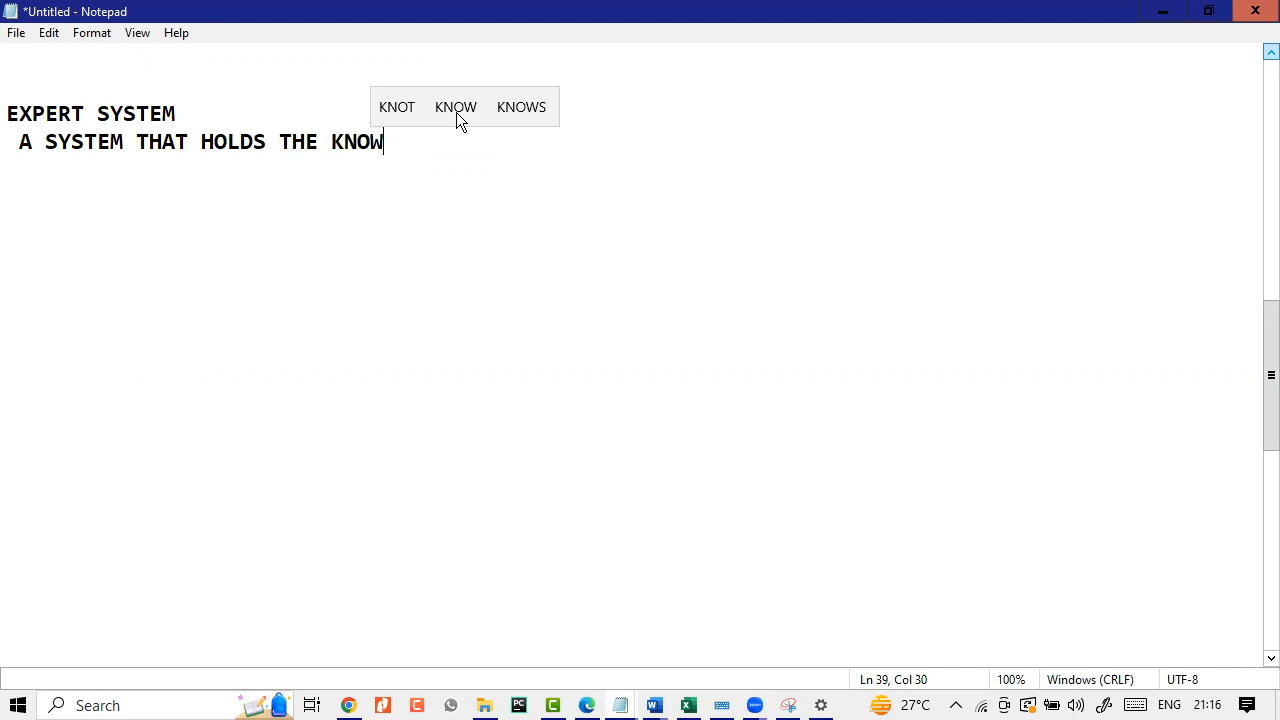 *Untitled - Notepad
File Edit Format View Help
KNOT KNOW KNOWS
EXPERT SYSTEM
A SYSTEM THAT HOLDS THE KNOW
Ln 39, Col 30 100% Windows (CRLF) UTF-8
Search 27°C ENG 21:16